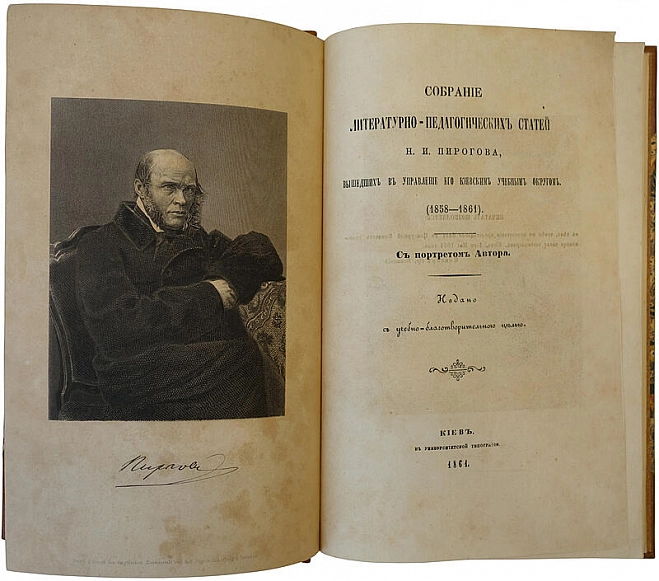 Пирогов
СОБРАНІЕ
ЛИТЕРАТУРНО-ПЕДАГОГИЧЕСКИХЪ СТАТЕЙ
Н. И. ПИРОГОВА,
ВЫШЕДШИХЪ ВЪ УПРАВЛЕНІЕ ЕГО КІЕВСКИМЪ УЧЕБНЫМЪ ОКРУГОМЪ.
(1858—1861).
Съ портретомъ Автора.
Издано
съ учебно-благотворительною цѣлью.
КІЕВЪ.
ВЪ УНИВЕРСИТЕТСКОЙ ТИПОГРАФІИ.
1861.